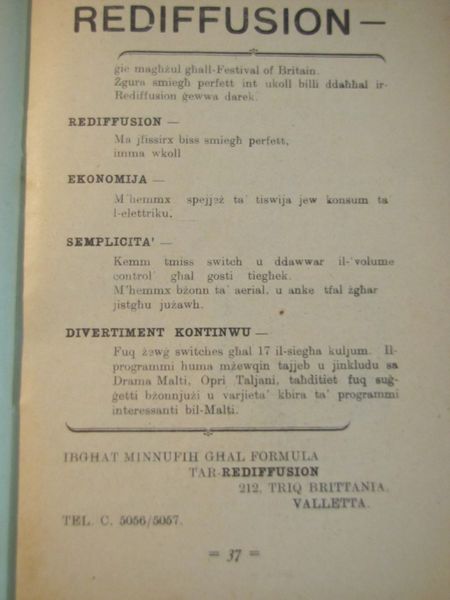 REDIFFUSION —
ġie magħżul għall-Festival of Britain.
Żgura smiegħ perfett int ukoll billi ddaħħal ir-
Rediffusion ġewwa darek.
REDIFFUSION —
Ma jfissirx biss smiegħ perfett,
imma wkoll
EKONOMIJA —
M'hemmx spejjeż ta' tiswija jew konsum ta
l-elettriku.
SEMPLICITA' —
Kemm tmiss switch u ddawwar il-'volume
control' għal gosti tiegħek.
M'hemmx bżonn ta' aerial, u anke tfal żgħar
jistgħu jużawh.
DIVERTIMENT KONTINWU —
Fuq żewġ switches għal 17 il-siegħa kuljum. Il-
programmi huma mżewqin tajjeb u jinkludu sa
Drama Malti, Opri Taljani, taħditiet fuq suġ-
ġetti bżonnjużi u varjieta' kbira ta' programmi
interessanti bil-Malti.
IBGĦAT MINNUFIĦ GĦAL FORMULA
TAR-REDIFFUSION
212, TRIQ BRITTANIA,
VALLETTA.
TEL. C. 5056/5057.
= 37 =